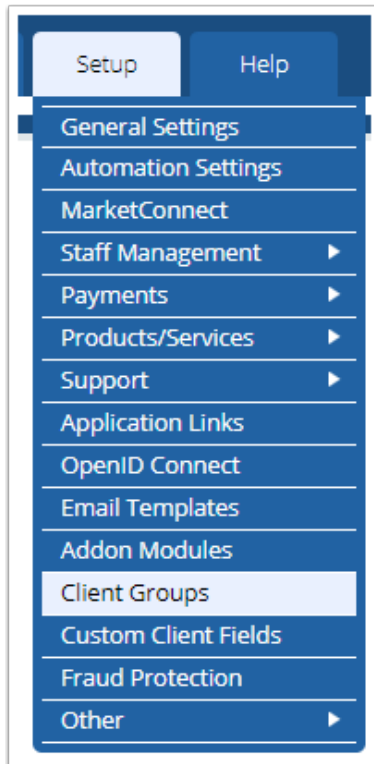 Setup Help
General Settings
Automation Settings
MarketConnect
Staff Management
Payments
Products/Services
Support
Application Links
OpenID Connect
Email Templates
Addon Modules
Client Groups
Custom Client Fields
Fraud Protection
Other